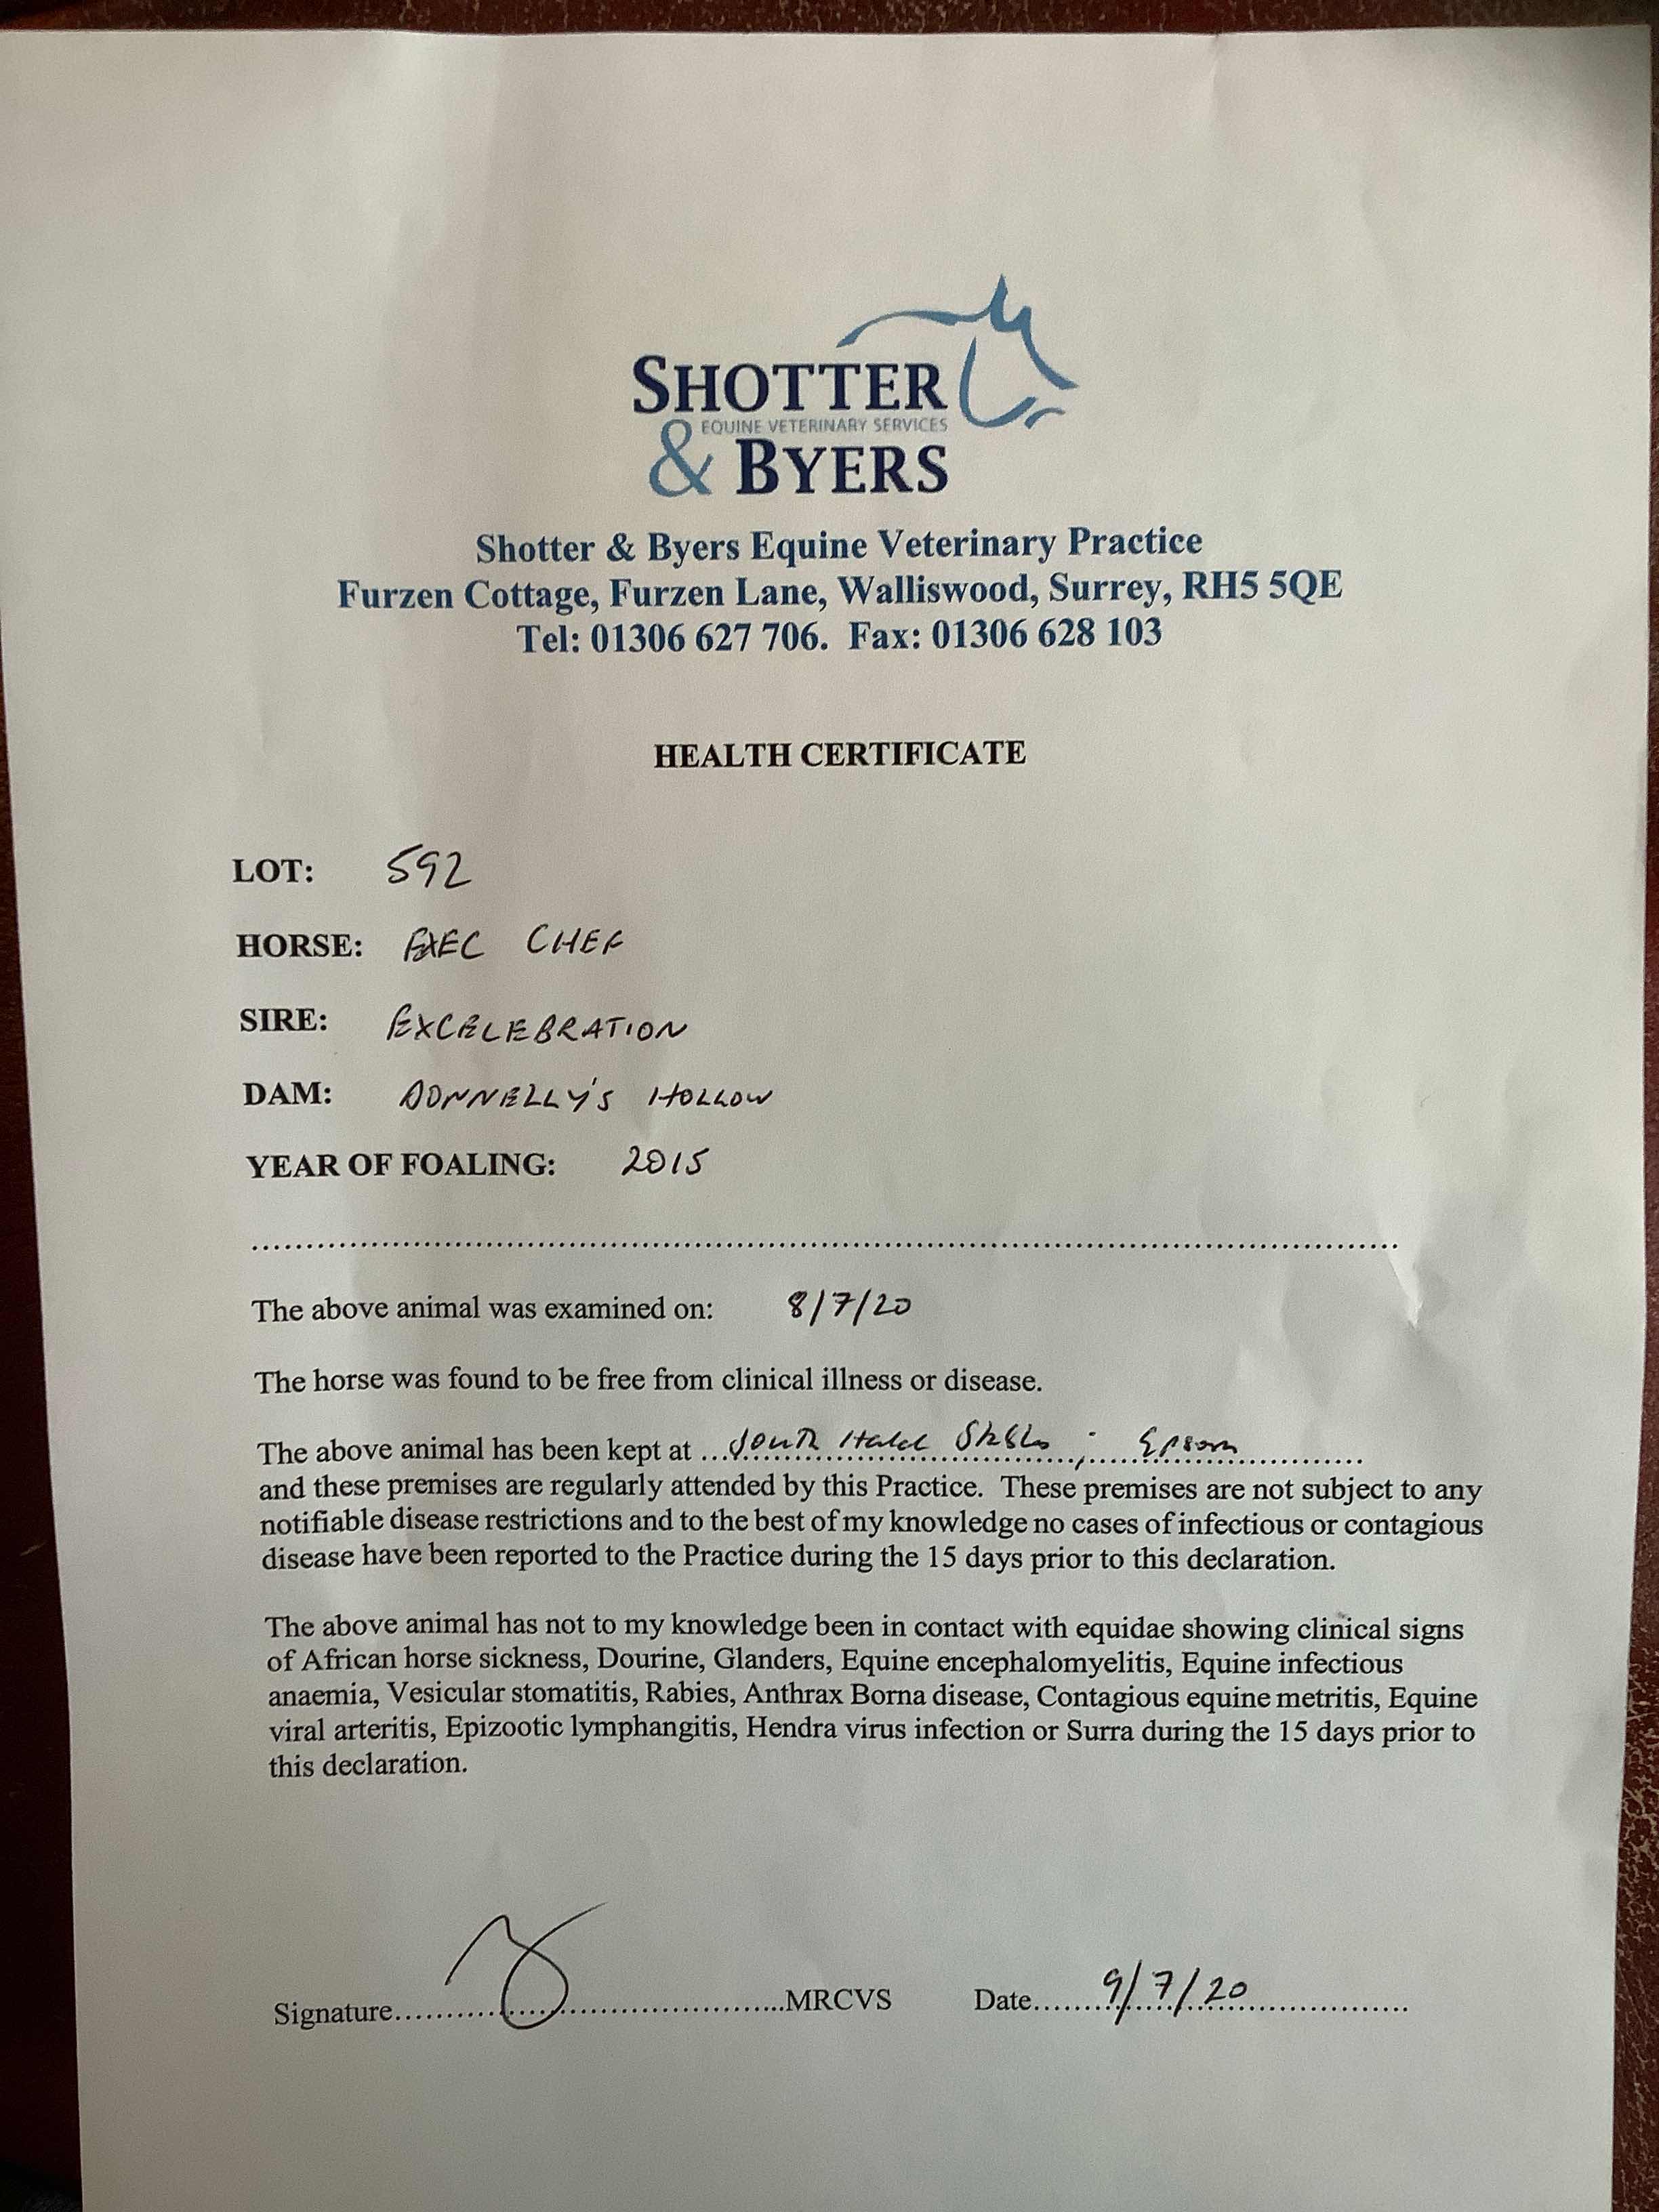 SHOTTER
EQUINE VETERINARY SERVICES
& BYERS
Shotter & Byers Equine Veterinary Practice
Furzen Cottage, Furzen Lane, Walliswood, Surrey, RH5 5QE
Tel: 01306 627 706.  Fax: 01306 628 103
HEALTH CERTIFICATE
LOT: 592
HORSE: EXEC CHEF
SIRE: EXCELEBRATION
DAM: DONNELLY'S HOLLOW
YEAR OF FOALING: 2015
The above animal was examined on: 8/7/20
The horse was found to be free from clinical illness or disease.
The above animal has been kept at ...South Epsom
and these premises are regularly attended by this Practice.  These premises are not subject to any
notifiable disease restrictions and to the best of my knowledge no cases of infectious or contagious
disease have been reported to the Practice during the 15 days prior to this declaration.
The above animal has not to my knowledge been in contact with equidae showing clinical signs
of African horse sickness, Dourine, Glanders, Equine encephalomyelitis, Equine infectious
anaemia, Vesicular stomatitis, Rabies, Anthrax Borna disease, Contagious equine metritis, Equine
viral arteritis, Epizootic lymphangitis, Hendra virus infection or Surra during the 15 days prior to
this declaration.
Signature..........MRCVS Date.....9/7/20